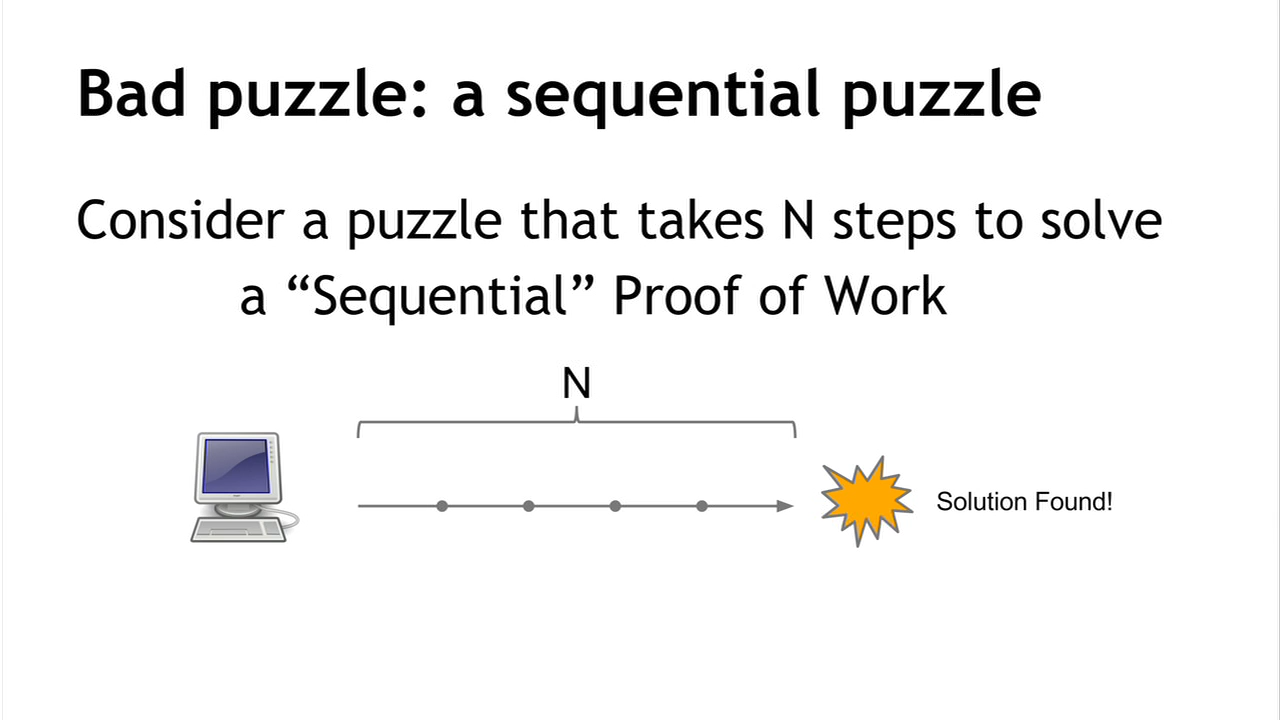 Bad puzzle: a sequential puzzle
Consider a puzzle that takes N steps to solve
a “Sequential” Proof of Work
N
Solution Found!